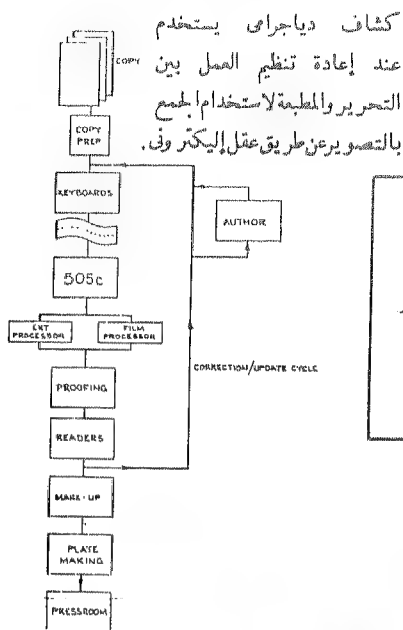 كشاف دياجرامى يستخدم
عند إعادة تنظيم العمل بين
التحرير والمطبعة لاستخدام الجمع
بالتصوير عن طريق عقل إليكترونى.
COPY
COPY
PREP
KEYBOARDS
AUTHOR
505c
EKT
PROCESSOR
FILM
PROCESSOR
PROOFING
CORRECTION/UPDATE CYCLE
READERS
MAKE-UP
PLATE
MAKING
PRESSROOM